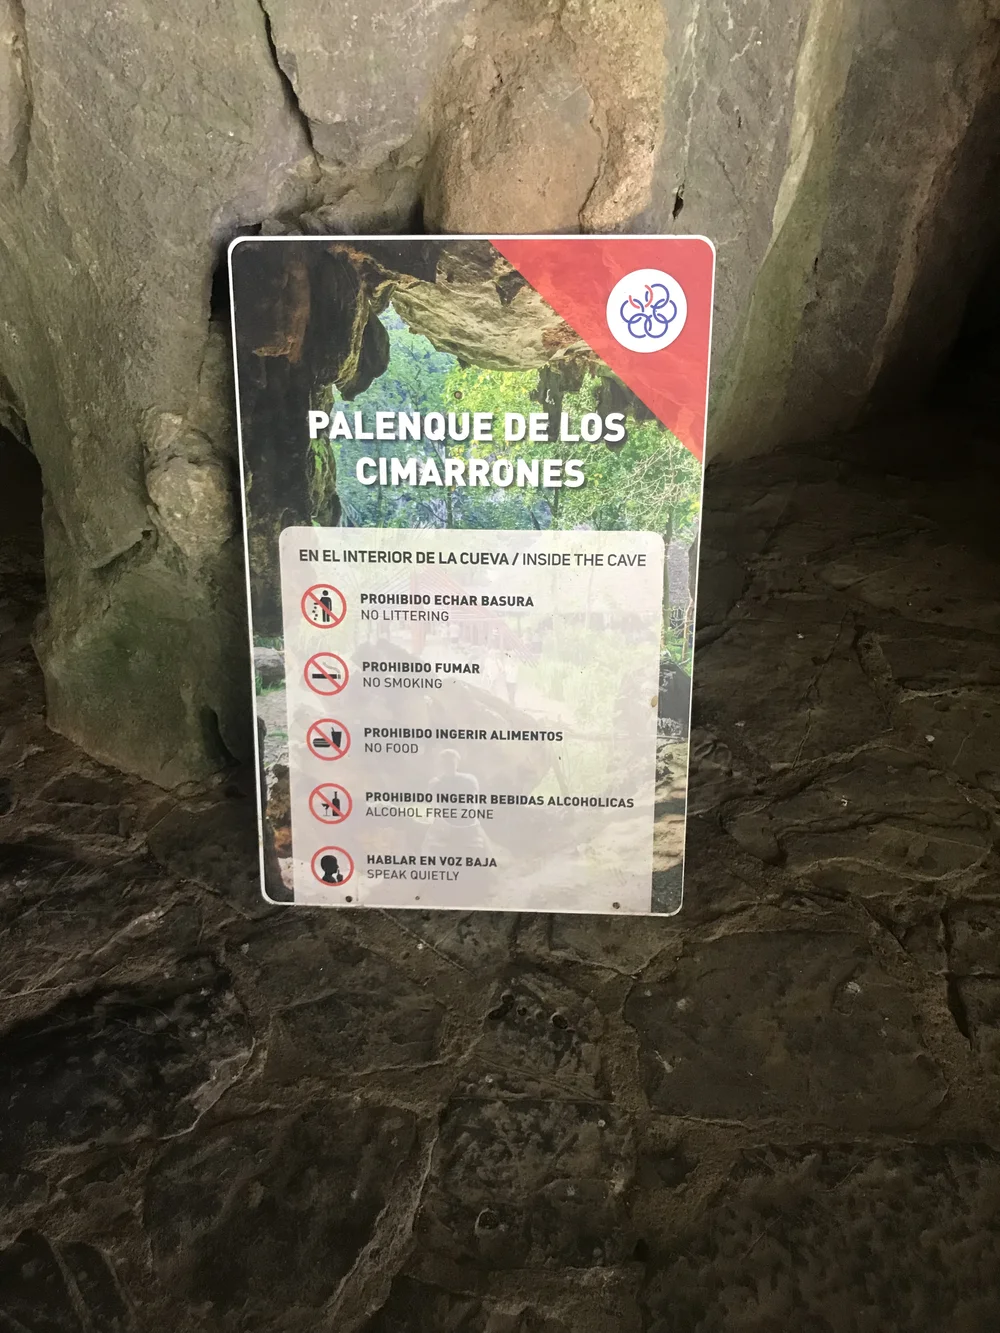 PALENQUE DE LOS
CIMARRONES
EN EL INTERIOR DE LA CUEVA / INSIDE THE CAVE
PROHIBIDO ECHAR BASURA
NO LITTERING
PROHIBIDO FUMAR
NO SMOKING
PROHIBIDO INGERIR ALIMENTOS
NO FOOD
PROHIBIDO INGERIR BEBIDAS ALCOHOLICAS
ALCOHOL FREE ZONE
HABLAR EN VOZ BAJA
SPEAK QUIETLY